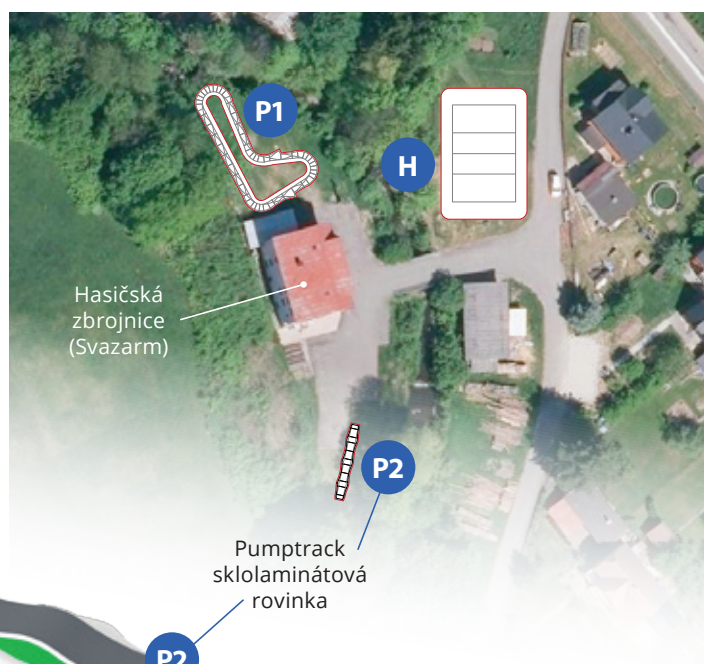 P1
H
Hasičská
zbrojnice
(Svazarm)
P2
Pumptrack
sklolaminátová
rovinka
P2